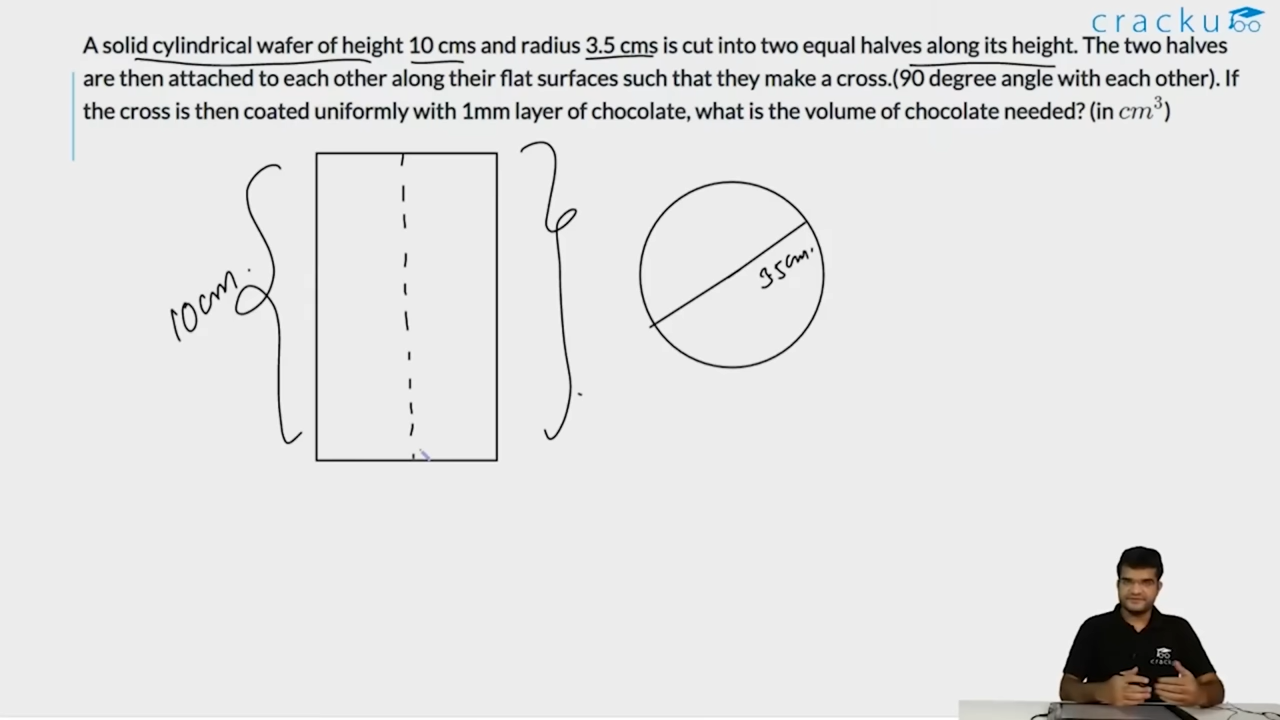 cracku
A solid cylindrical wafer of height 10 cms and radius 3.5 cms is cut into two equal halves along its height. The two halves
are then attached to each other along their flat surfaces such that they make a cross.(90 degree angle with each other). If
the cross is then coated uniformly with 1mm layer of chocolate, what is the volume of chocolate needed? (in cm³)
10cm.
3.5cm.
cracku